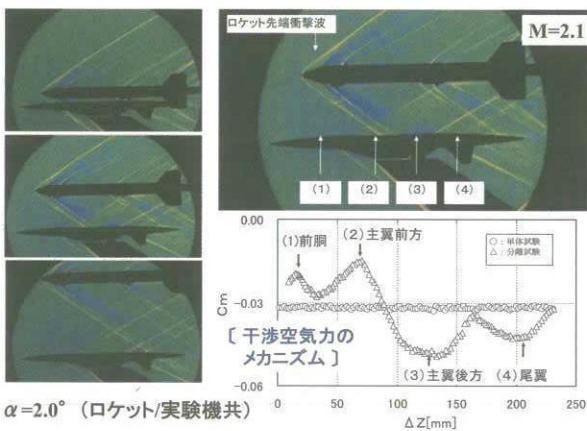 ロケット先端衝撃波
M=2.1
(1)
(2)
(3)
(4)
0.00
-0.03
-0.06
Cm
(1)前胴
(2)主翼前方
○:単体試験
△:分離試験
[ 干渉空気力の
メカニズム ]
(3)主翼後方
(4)尾翼
0
50
100
150
200
250
ΔZ[mm]
α=2.0° (ロケット/実験機共)